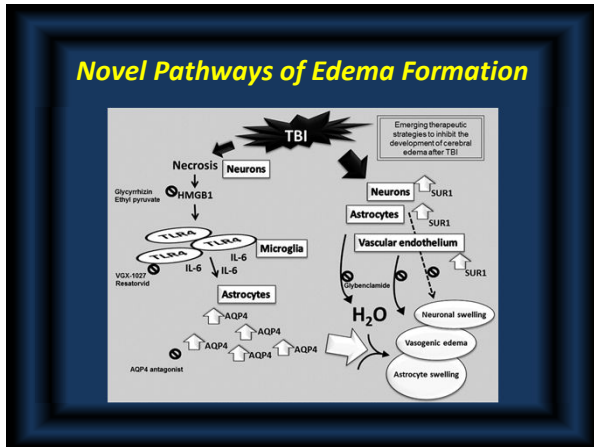 Novel Pathways of Edema Formation
TBI
Emerging therapeutic
strategies to inhibit the
development of cerebral
edema after TBI
Necrosis
Neurons
Glycyrrhizin
Ethyl pyruvate
HMGB1
TLR4
TLR4
TLR4
Microglia
IL-6
IL-6
IL-6
VGX-1027
Resatorvid
Astrocytes
AQP4
AQP4
AQP4
AQP4
AQP4
AQP4 antagonist
Neurons
SUR1
Astrocytes
SUR1
Vascular endothelium
SUR1
Glybenclamide
H₂O
Neuronal swelling
Vasogenic edema
Astrocyte swelling